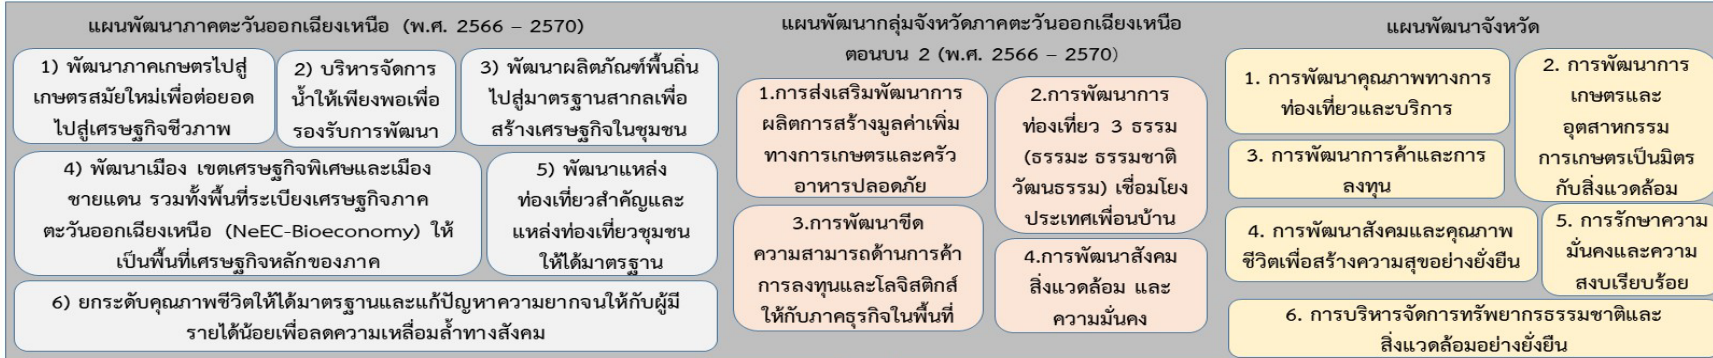 แผนพัฒนาภาคตะวันออกเฉียงเหนือ (พ.ศ. 2566 – 2570)
1) พัฒนาภาคเกษตรไปสู่
เกษตรสมัยใหม่เพื่อต่อยอด
ไปสู่เศรษฐกิจชีวภาพ
2) บริหารจัดการ
น้ำให้เพียงพอเพื่อ
รองรับการพัฒนา
3) พัฒนาผลิตภัณฑ์พื้นถิ่น
ไปสู่มาตรฐานสากลเพื่อ
สร้างเศรษฐกิจในชุมชน
4) พัฒนาเมือง เขตเศรษฐกิจพิเศษและเมือง
ชายแดน รวมทั้งพื้นที่ระเบียงเศรษฐกิจภาค
ตะวันออกเฉียงเหนือ (NeEC-Bioeconomy) ให้
เป็นพื้นที่เศรษฐกิจหลักของภาค
5) พัฒนาแหล่ง
ท่องเที่ยวสำคัญและ
แหล่งท่องเที่ยวชุมชน
ให้ได้มาตรฐาน
6) ยกระดับคุณภาพชีวิตให้ได้มาตรฐานและแก้ปัญหาความยากจนให้กับผู้มี
รายได้น้อยเพื่อลดความเหลื่อมล้ำทางสังคม
แผนพัฒนากลุ่มจังหวัดภาคตะวันออกเฉียงเหนือ
ตอนบน 2 (พ.ศ. 2566 – 2570)
1.การส่งเสริมพัฒนาการ
ผลิตการสร้างมูลค่าเพิ่ม
ทางการเกษตรและครัว
อาหารปลอดภัย
2.การพัฒนาการ
ท่องเที่ยว 3 ธรรม
(ธรรมะ ธรรมชาติ
วัฒนธรรม) เชื่อมโยง
ประเทศเพื่อนบ้าน
3.การพัฒนาขีด
ความสามารถด้านการค้า
การลงทุนและโลจิสติกส์
ให้กับภาคธุรกิจในพื้นที่
4.การพัฒนาสังคม
สิ่งแวดล้อม และ
ความมั่นคง
แผนพัฒนาจังหวัด
1. การพัฒนาคุณภาพทางการ
ท่องเที่ยวและบริการ
2. การพัฒนาการ
เกษตรและ
อุตสาหกรรม
การเกษตรเป็นมิตร
กับสิ่งแวดล้อม
3. การพัฒนาการค้าและการ
ลงทุน
4. การพัฒนาสังคมและคุณภาพ
ชีวิตเพื่อสร้างความสุขอย่างยั่งยืน
5. การรักษาความ
มั่นคงและความ
สงบเรียบร้อย
6. การบริหารจัดการทรัพยากรธรรมชาติและ
สิ่งแวดล้อมอย่างยั่งยืน